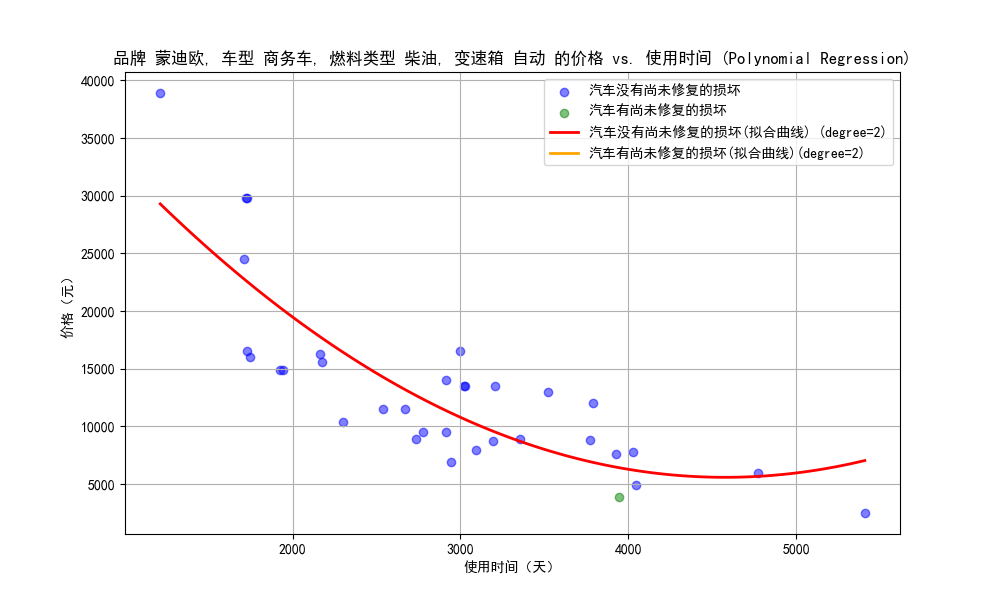 品牌 蒙迪欧, 车型 商务车, 燃料类型 柴油, 变速箱 自动 的价格 vs. 使用时间 (Polynomial Regression)
汽车没有尚未修复的损坏
汽车有尚未修复的损坏
汽车没有尚未修复的损坏(拟合曲线) (degree=2)
汽车有尚未修复的损坏(拟合曲线)(degree=2)
价格（元）
40000
35000
30000
25000
20000
15000
10000
5000
2000
3000
4000
5000
使用时间（天）